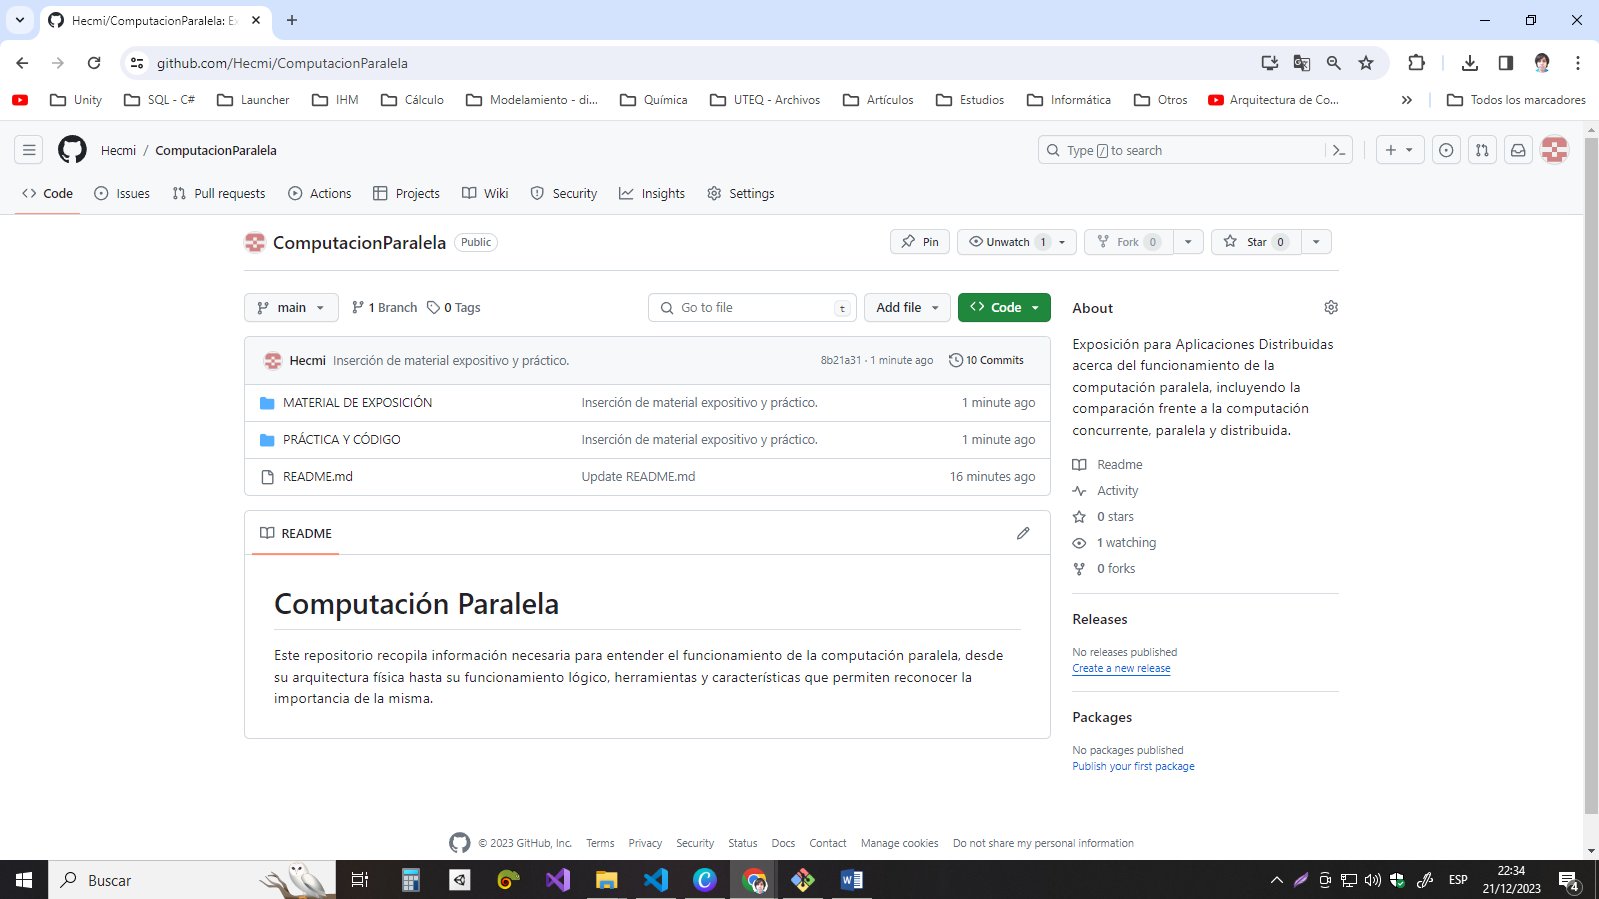 Hecmi/ComputacionParalela: Ex
github.com/Hecmi/ComputacionParalela
Unity
SQL - C#
Launcher
IHM
Cálculo
Modelamiento - di...
Química
UTEQ - Archivos
Artículos
Estudios
Informática
Otros
Arquitectura de Co...
Todos los marcadores
Hecmi / ComputacionParalela
Type / to search
Code
Issues
Pull requests
Actions
Projects
Wiki
Security
Insights
Settings
ComputacionParalela Public
Pin
Unwatch 1
Fork 0
Star 0
main
1 Branch
0 Tags
Go to file t
Add file
Code
Hecmi Inserción de material expositivo y práctico. 8b21a31 · 1 minute ago 10 Commits
MATERIAL DE EXPOSICIÓN Inserción de material expositivo y práctico. 1 minute ago
PRÁCTICA Y CÓDIGO Inserción de material expositivo y práctico. 1 minute ago
README.md Update README.md 16 minutes ago
README
Computación Paralela
Este repositorio recopila información necesaria para entender el funcionamiento de la computación paralela, desde
su arquitectura física hasta su funcionamiento lógico, herramientas y características que permiten reconocer la
importancia de la misma.
About
Exposición para Aplicaciones Distribuidas
acerca del funcionamiento de la
computación paralela, incluyendo la
comparación frente a la computación
concurrente, paralela y distribuida.
Readme
Activity
0 stars
1 watching
0 forks
Releases
No releases published
Create a new release
Packages
No packages published
Publish your first package
© 2023 GitHub, Inc.
Terms
Privacy
Security
Status
Docs
Contact
Manage cookies
Do not share my personal information
Buscar
ESP
22:34
21/12/2023
4